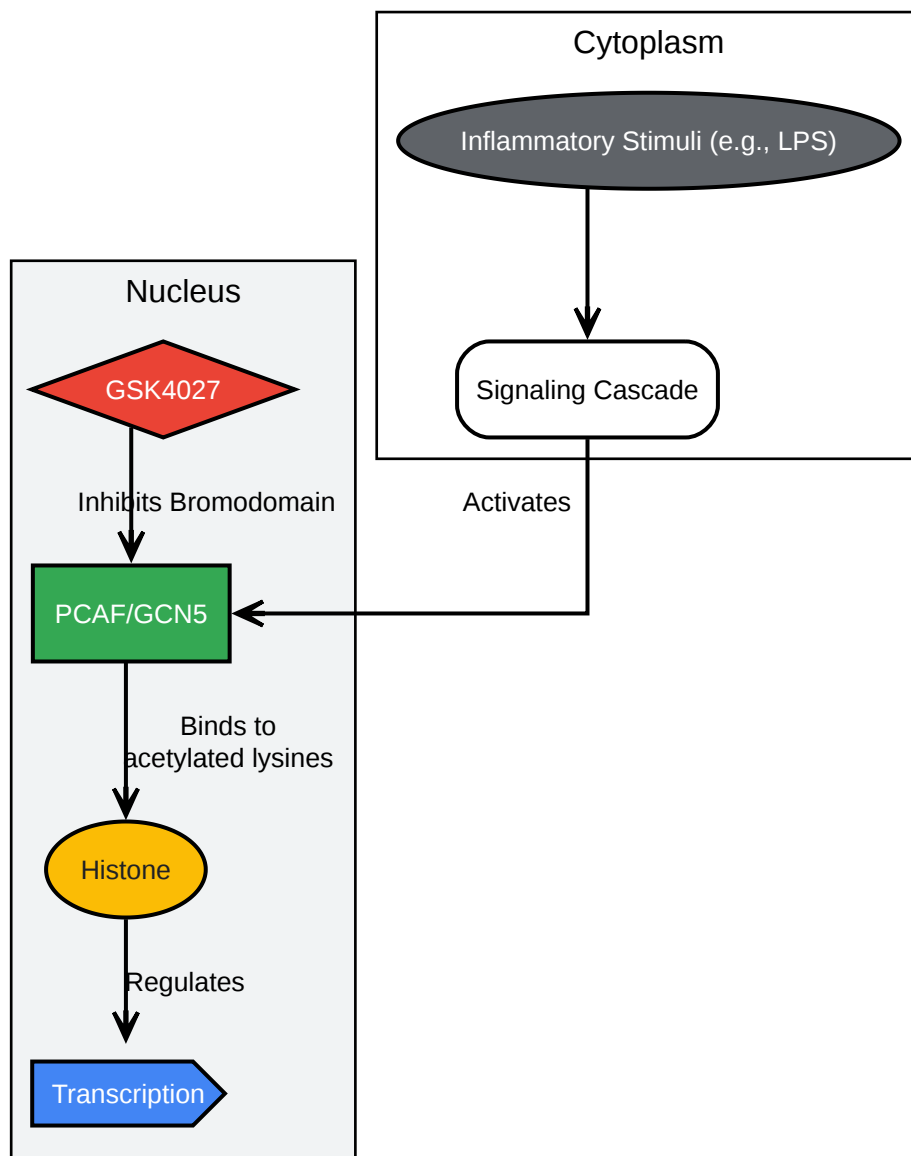 Cytoplasm
Inflammatory Stimuli (e.g., LPS)
Signaling Cascade
Activates
Nucleus
GSK4027
Inhibits Bromodomain
PCAF/GCN5
Binds to
acetylated lysines
Histone
Regulates
Transcription